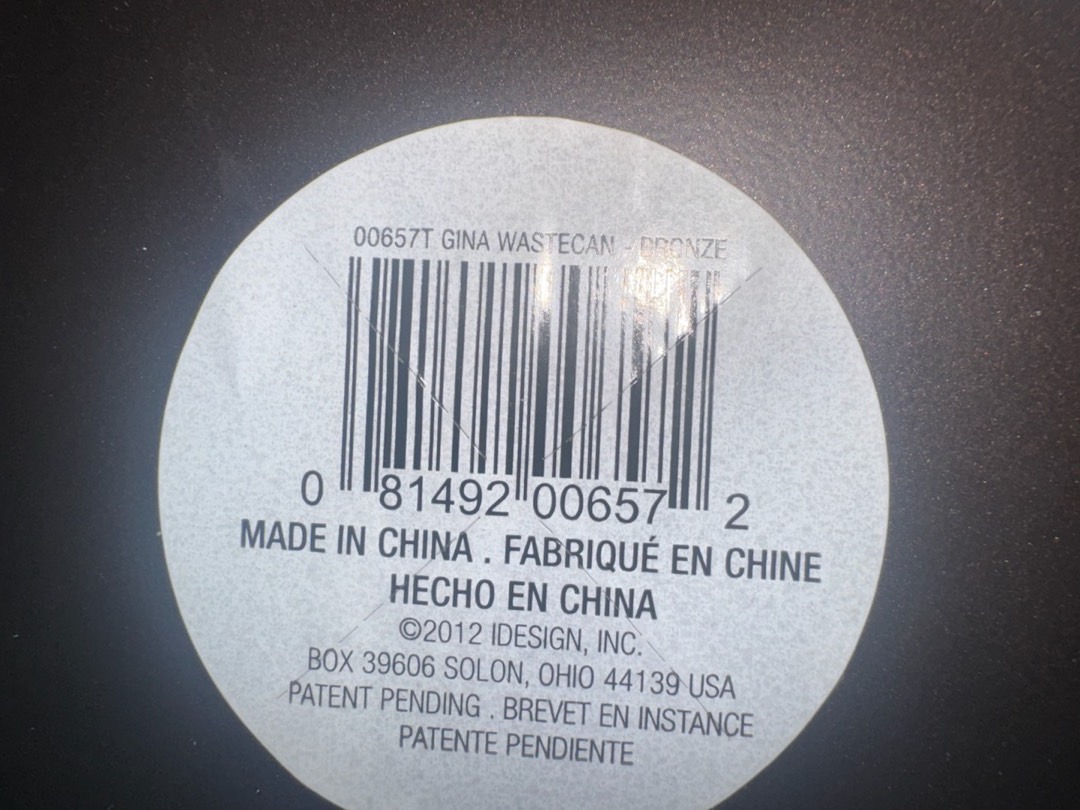 00657T GINA WASTECAN - BRONZE
0 81492 00657 2
MADE IN CHINA . FABRIQUÉ EN CHINE
HECHO EN CHINA
©2012 IDESIGN, INC.
BOX 39606 SOLON, OHIO 44139 USA
PATENT PENDING . BREVET EN INSTANCE
PATENTE PENDIENTE